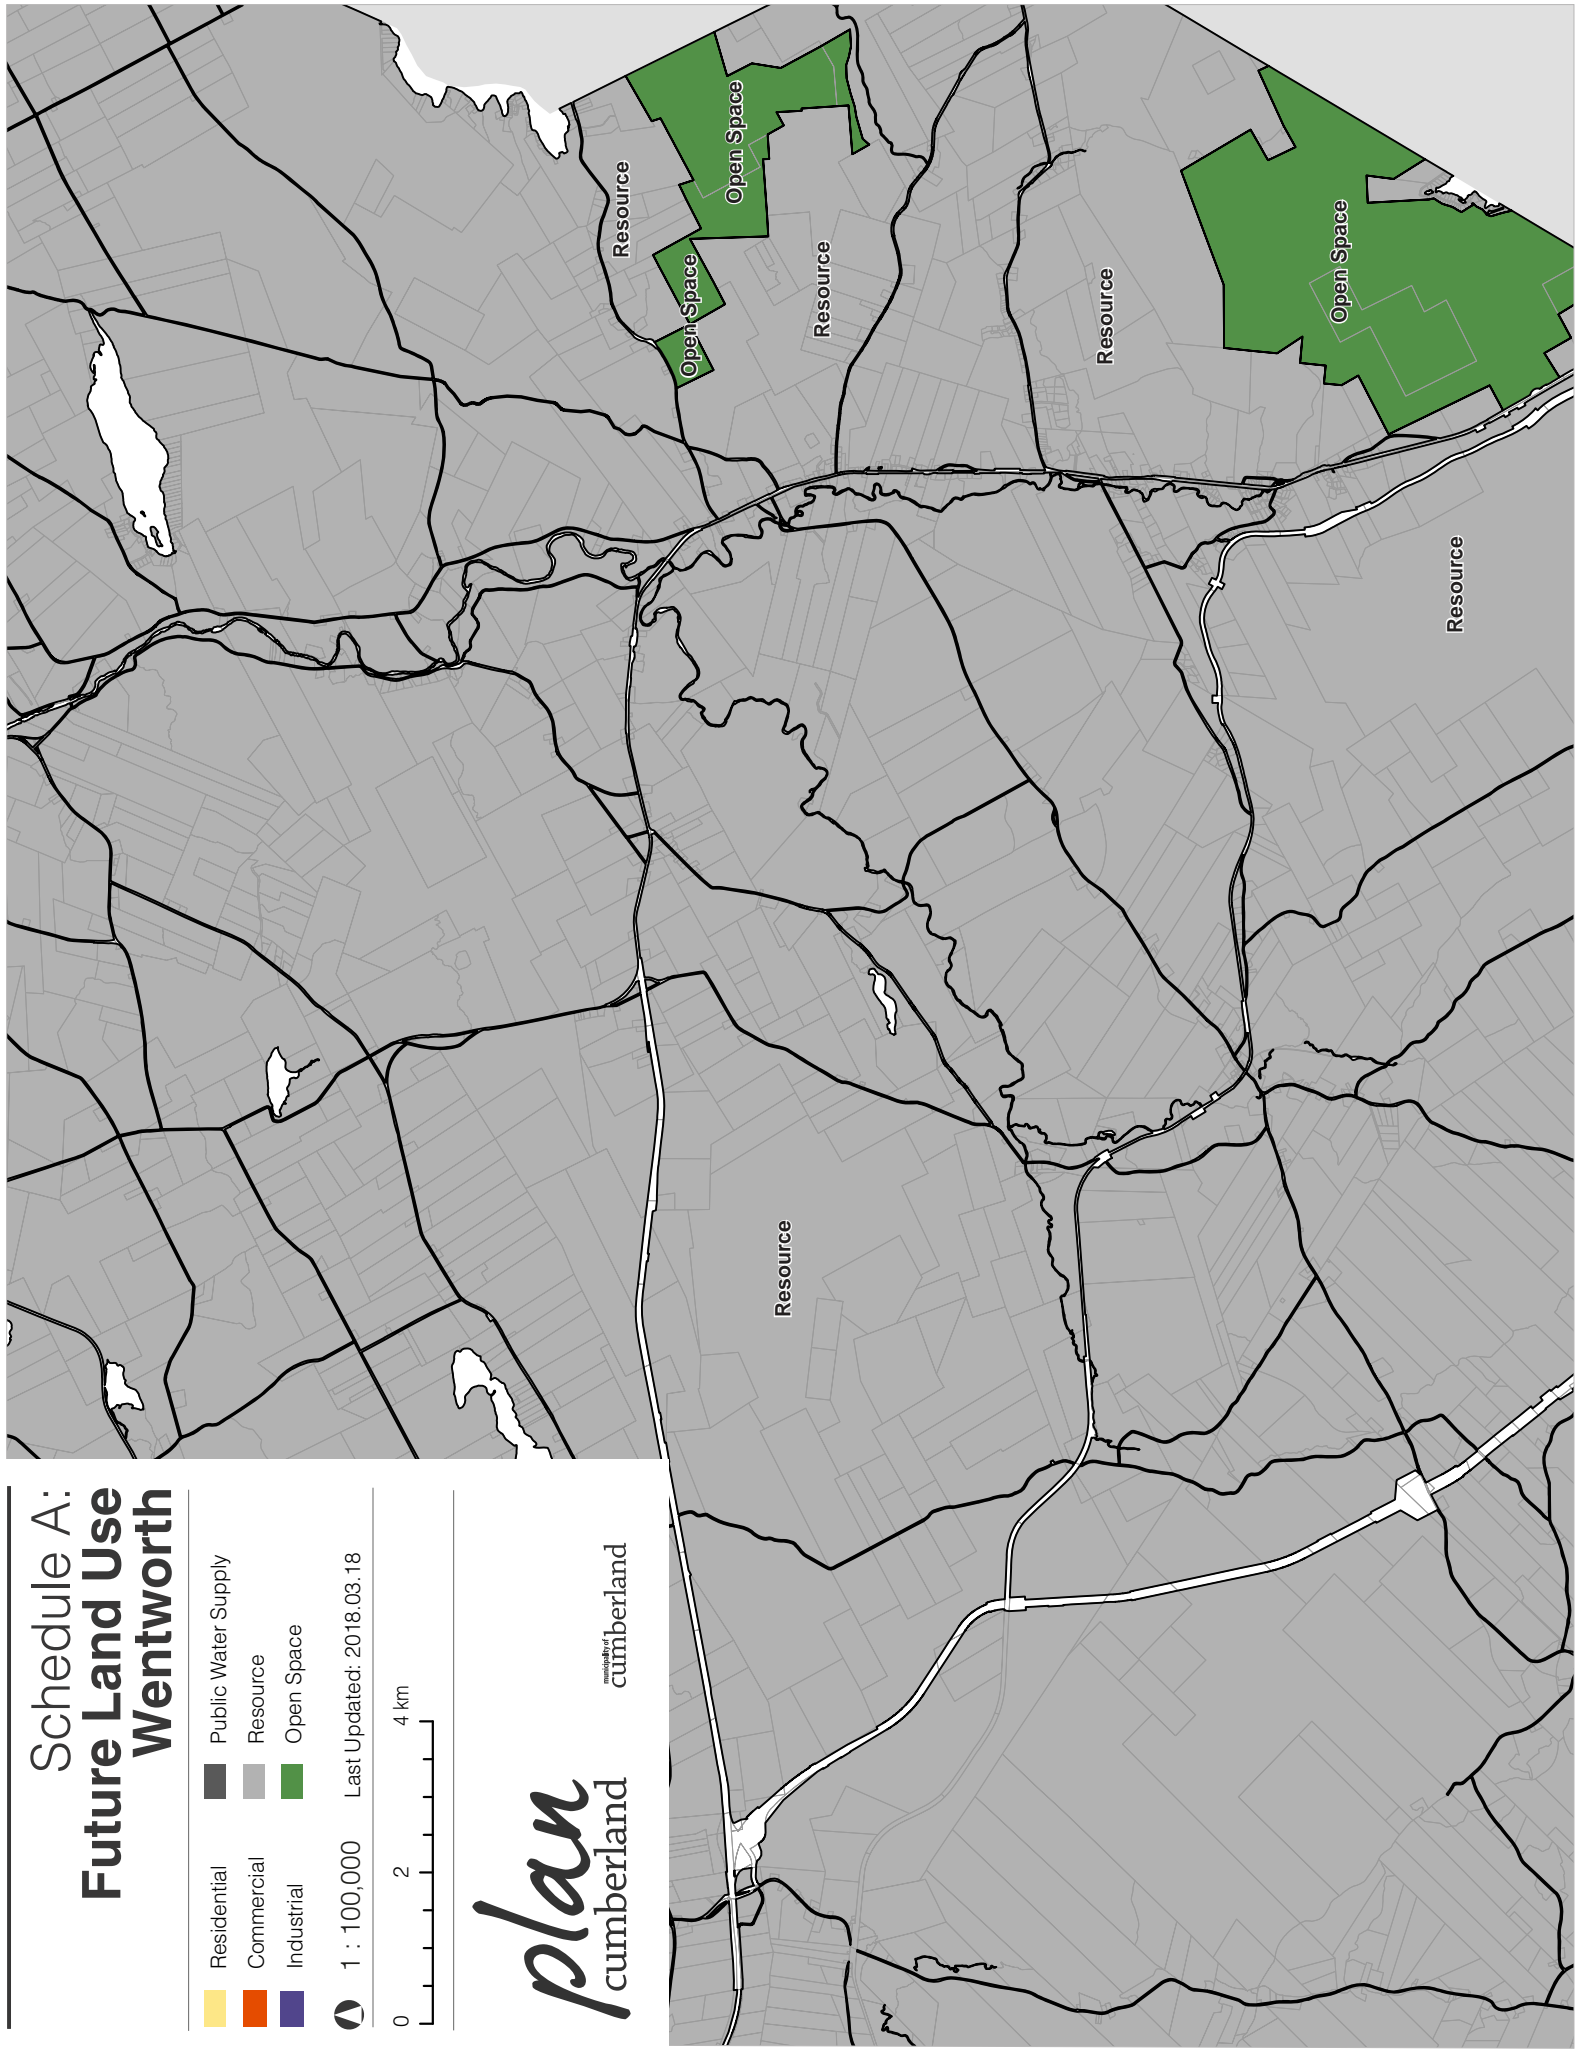 Schedule A:
Future Land Use
Wentworth
Residential
Commercial
Industrial
Public Water Supply
Resource
Open Space
1 : 100,000
Last Updated: 2018.03.18
0 2 4 km
plan
cumberland
municipality of
cumberland
Resource
Open Space
Open Space
Resource
Resource
Open Space
Resource
Resource